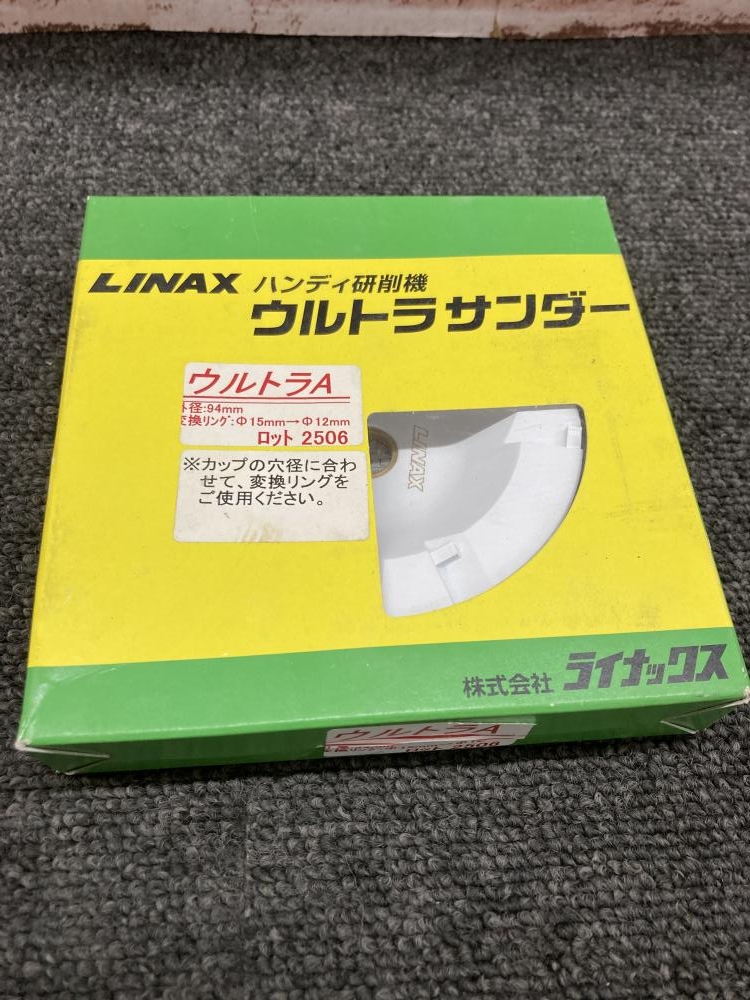 LINAX ハンディ研削機
ウルトラサンダー
ウルトラA
外径:94mm
変換リング:Φ15mm→Φ12mm
ロット 2506
※カップの穴径に合わ
せて、変換リングを
ご使用ください。
LINAX
株式会社 ライナックス
ウルトラA